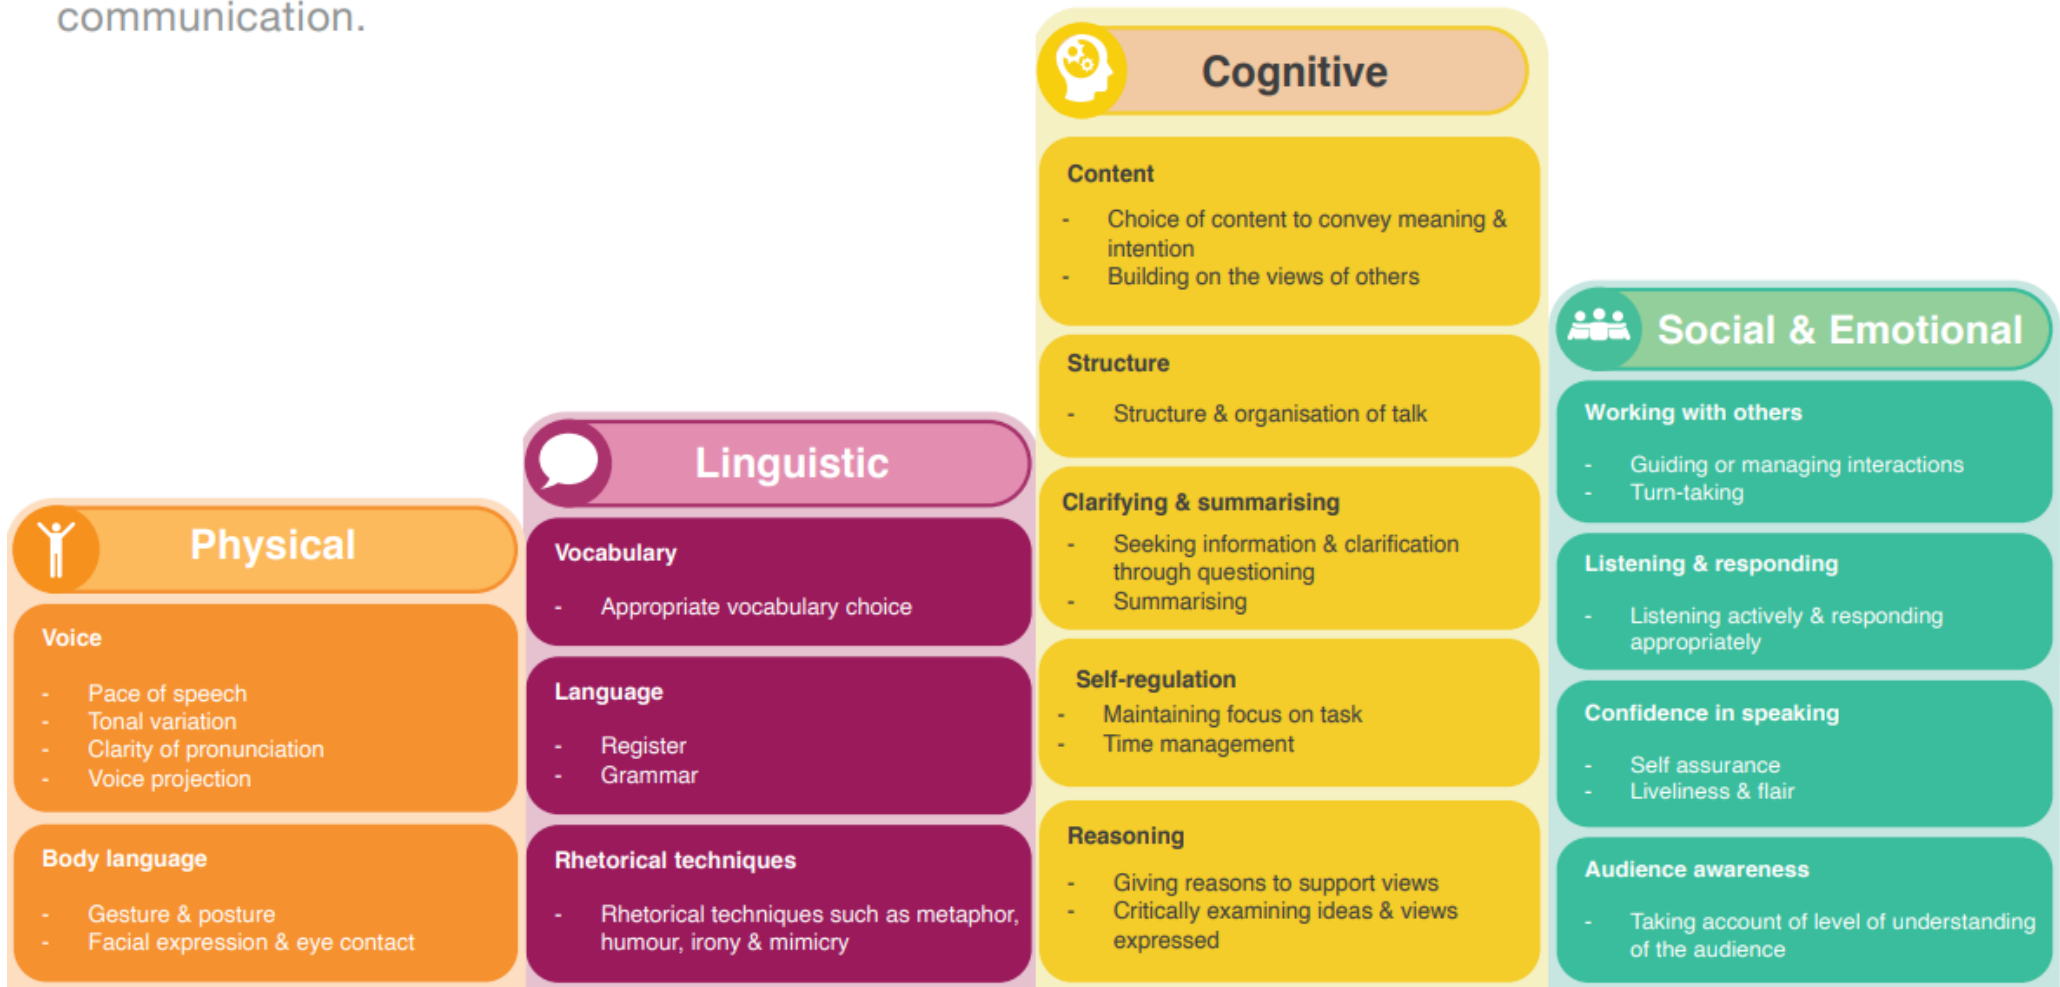 communication.
Physical
Voice
- Pace of speech
- Tonal variation
- Clarity of pronunciation
- Voice projection
Body language
- Gesture & posture
- Facial expression & eye contact
Linguistic
Vocabulary
- Appropriate vocabulary choice
Language
- Register
- Grammar
Rhetorical techniques
- Rhetorical techniques such as metaphor,
humour, irony & mimicry
Cognitive
Content
- Choice of content to convey meaning &
intention
- Building on the views of others
Structure
- Structure & organisation of talk
Clarifying & summarising
- Seeking information & clarification
through questioning
- Summarising
Self-regulation
- Maintaining focus on task
- Time management
Reasoning
- Giving reasons to support views
- Critically examining ideas & views
expressed
Social & Emotional
Working with others
- Guiding or managing interactions
- Turn-taking
Listening & responding
- Listening actively & responding
appropriately
Confidence in speaking
- Self assurance
- Liveliness & flair
Audience awareness
- Taking account of level of understanding
of the audience